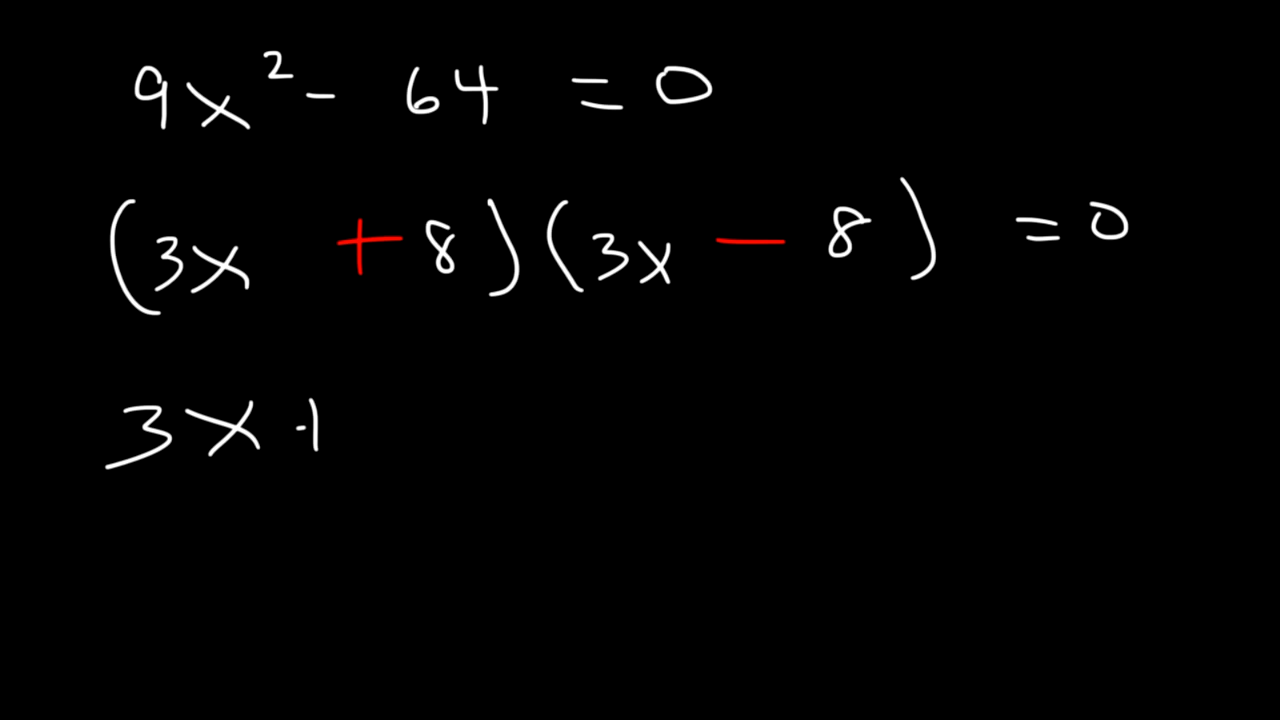 9x² - 64 = 0
(3x + 8)(3x - 8) = 0
3x +